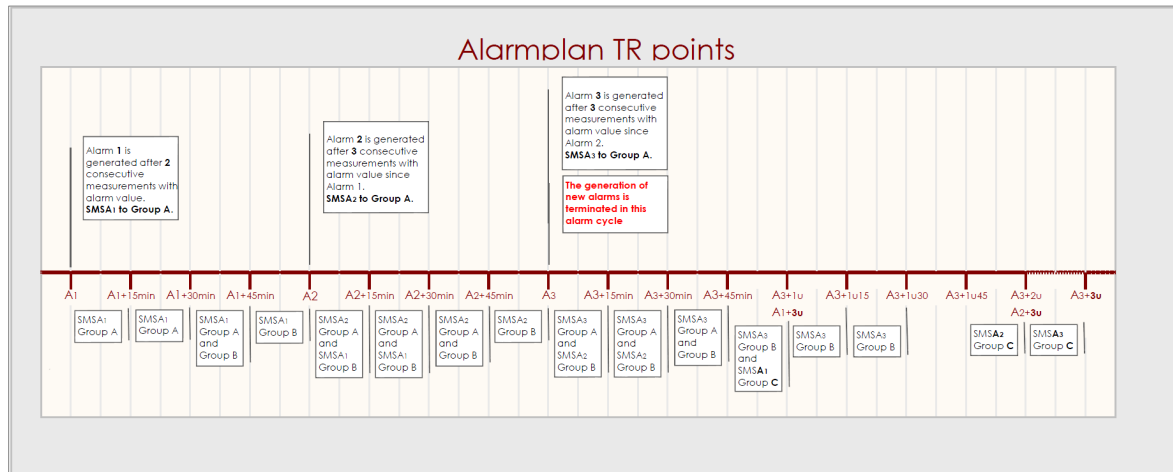 Alarmplan TR points
Alarm 1 is
generated after 2
consecutive
measurements with
alarm value.
SMSA1 to Group A.
Alarm 2 is generated
after 3 consecutive
measurements with
alarm value since
Alarm 1.
SMSA2 to Group A.
Alarm 3 is generated
after 3 consecutive
measurements with
alarm value since
Alarm 2.
SMSA3 to Group A.
The generation of
new alarms is
terminated in this
alarm cycle
A1
A1+15min
A1+30min
A1+45min
A2
A2+15min
A2+30min
A2+45min
A3
A3+15min
A3+30min
A3+45min
A3+1u
A1+3u
A3+1u15
A3+1u30
A3+1u45
A3+2u
A2+3u
A3+3u
SMSA1
Group A
SMSA1
Group A
SMSA1
Group A
and
Group B
SMSA1
Group B
SMSA2
Group A
and
SMSA1
Group B
SMSA2
Group A
and
SMSA1
Group B
SMSA2
Group A
and
Group B
SMSA2
Group B
SMSA3
Group A
and
SMSA2
Group B
SMSA3
Group A
and
SMSA2
Group B
SMSA3
Group A
and
Group B
SMSA3
Group B
and
SMSA1
Group C
SMSA3
Group B
SMSA3
Group B
SMSA2
Group C
SMSA3
Group C